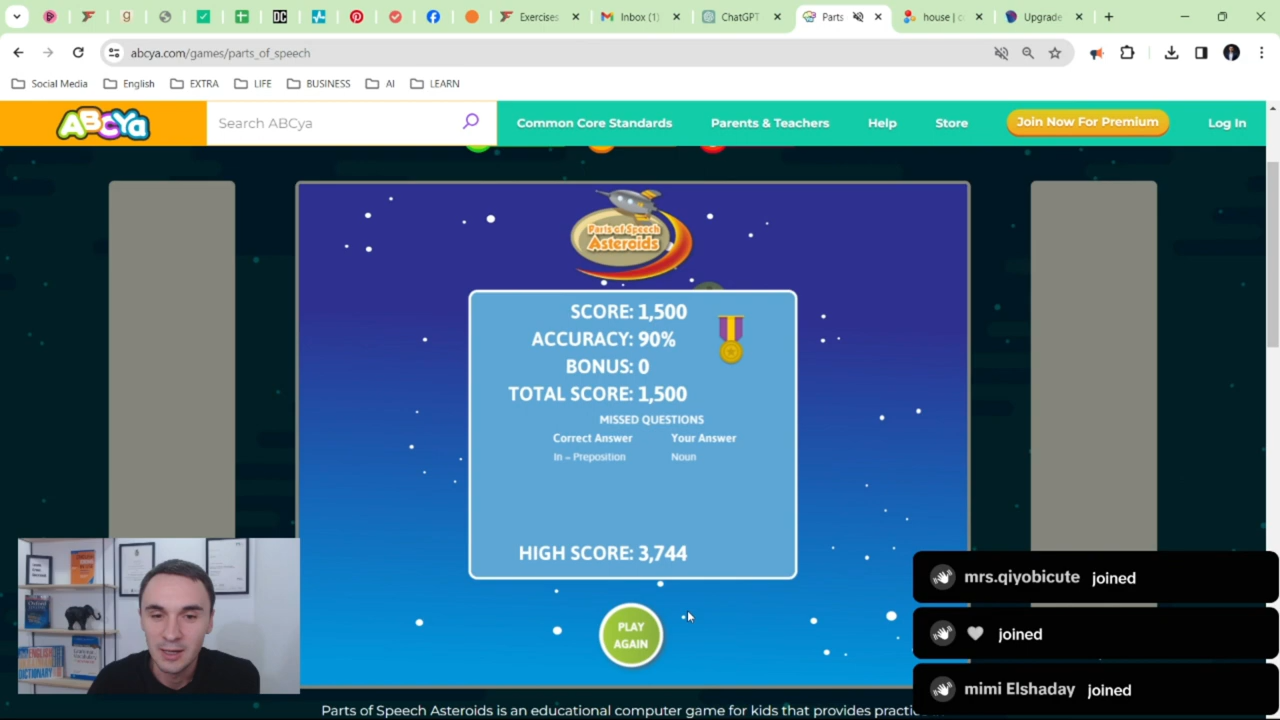 Exercises
Inbox (1)
ChatGPT
Parts
house | c
Upgrade
abcya.com/games/parts_of_speech
Social Media
English
EXTRA
LIFE
BUSINESS
AI
LEARN
ABCYa
Search ABCya
Common Core Standards
Parents & Teachers
Help
Store
Join Now For Premium
Log In
Parts of Speech
Asteroids
SCORE: 1,500
ACCURACY: 90%
BONUS: 0
TOTAL SCORE: 1,500
MISSED QUESTIONS
Correct Answer Your Answer
In – Preposition Noun
HIGH SCORE: 3,744
PLAY
AGAIN
mrs.qiyobicute joined
joined
mimi Elshaday joined
Parts of Speech Asteroids is an educational computer game for kids that provides practice